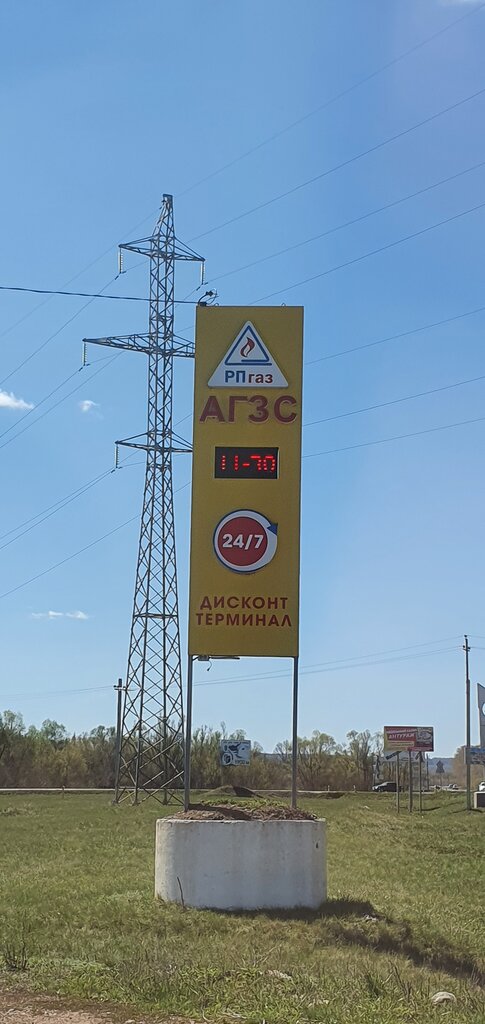 РПгаз
АГЗС
11-70
24/7
ДИСКОНТ
ТЕРМИНАЛ